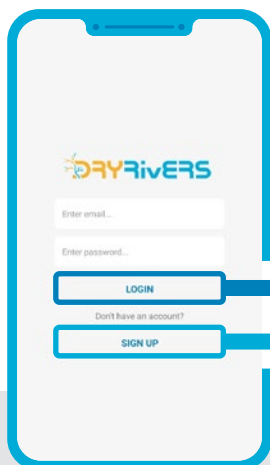 DRYRivERS
Enter email...
Enter password...
LOGIN
Don't have an account?
SIGN UP